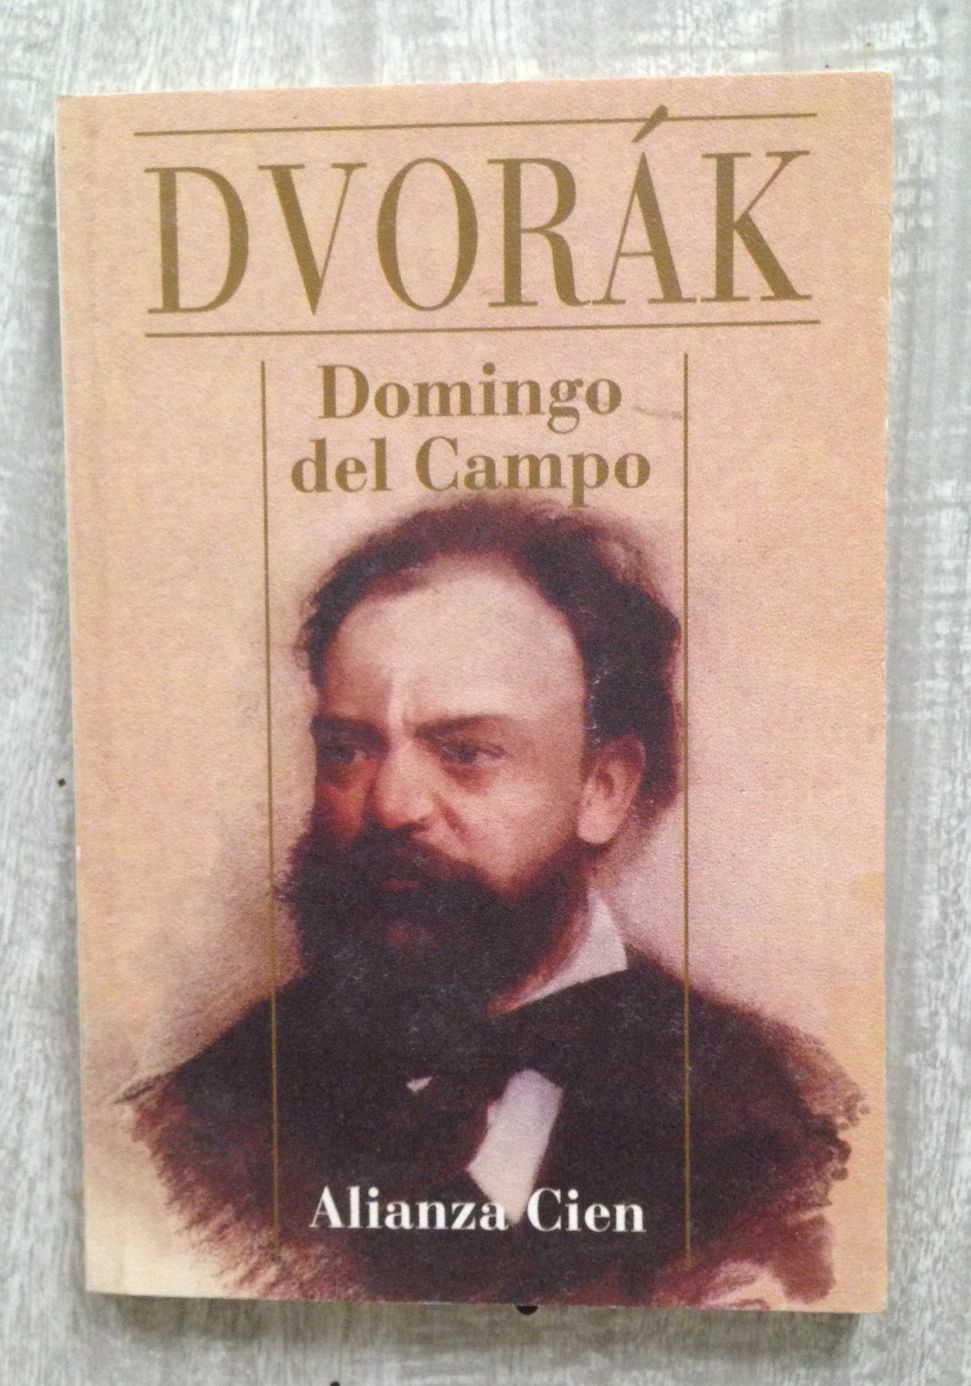 DVORÁK
Domingo
del Campo
Alianza Cien